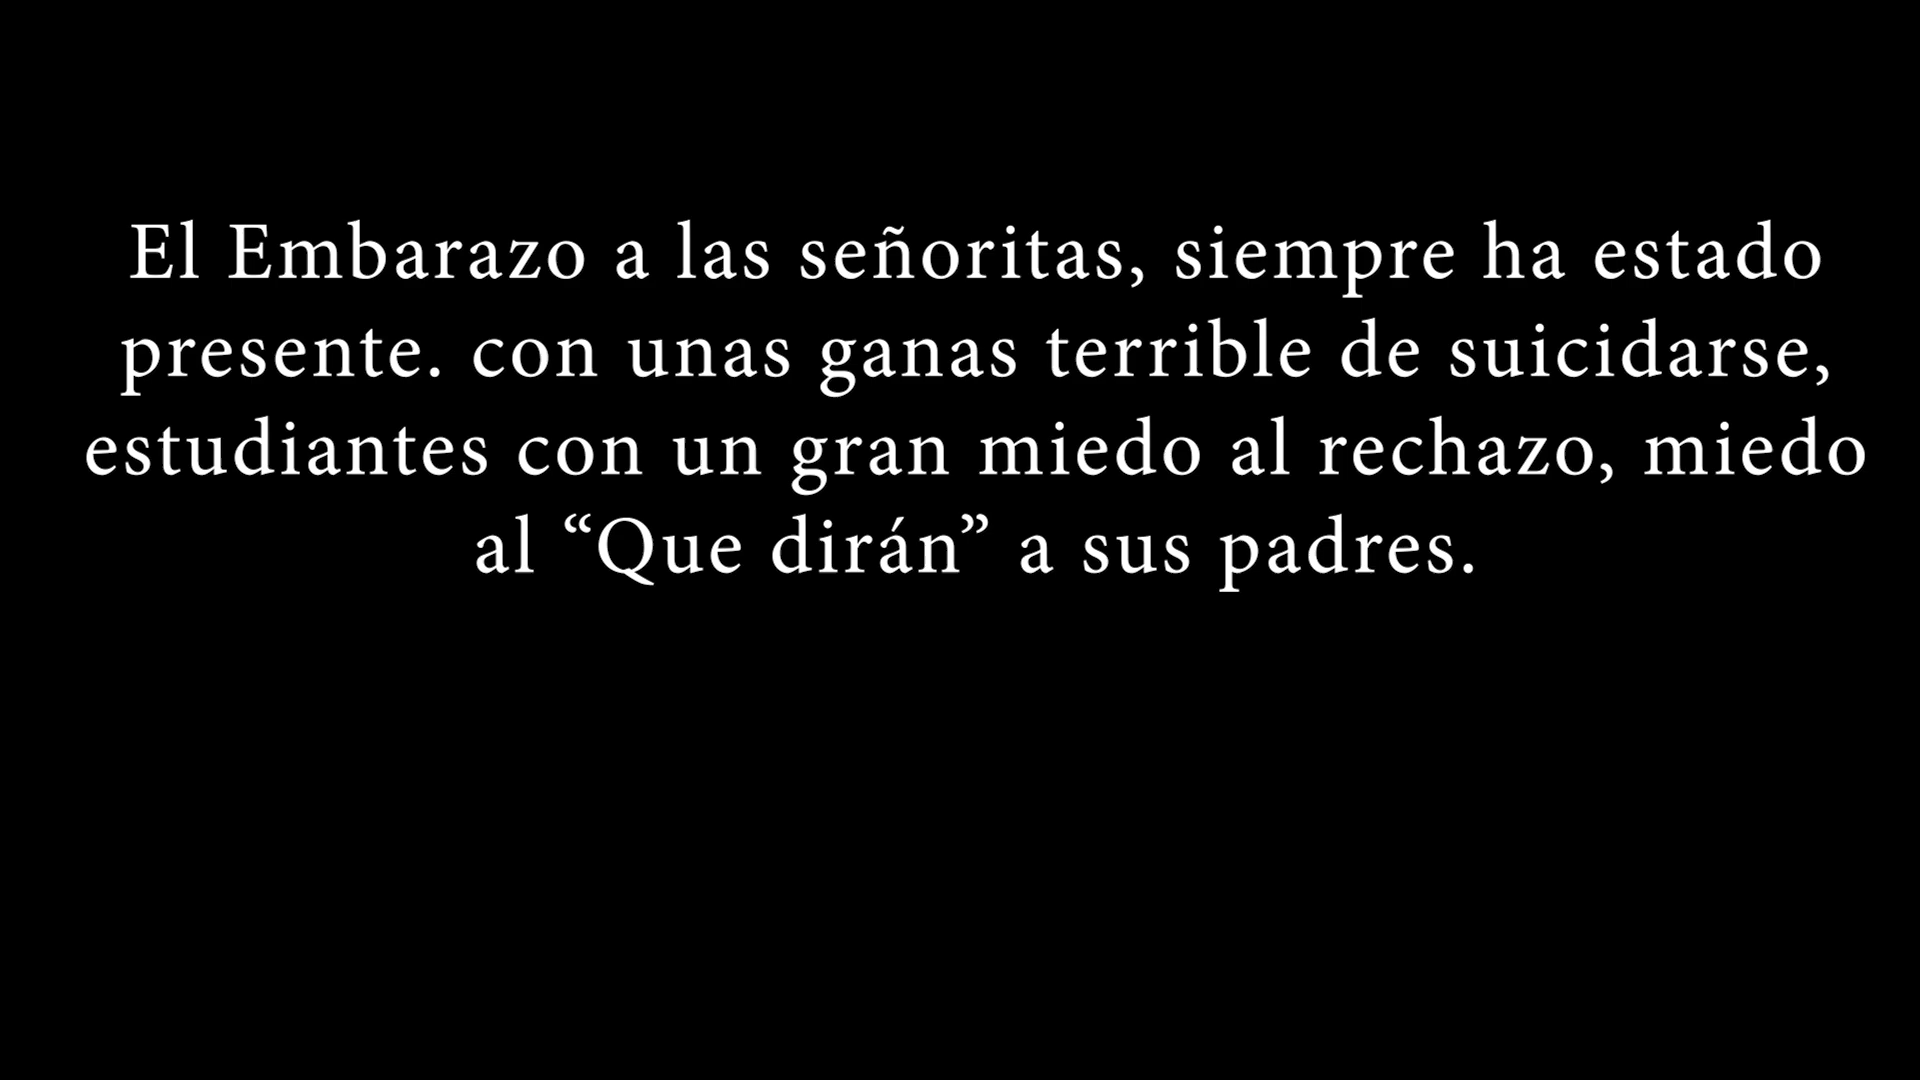 El Embarazo a las señoritas, siempre ha estado
presente. con unas ganas terrible de suicidarse,
estudiantes con un gran miedo al rechazo, miedo
al “Que dirán” a sus padres.